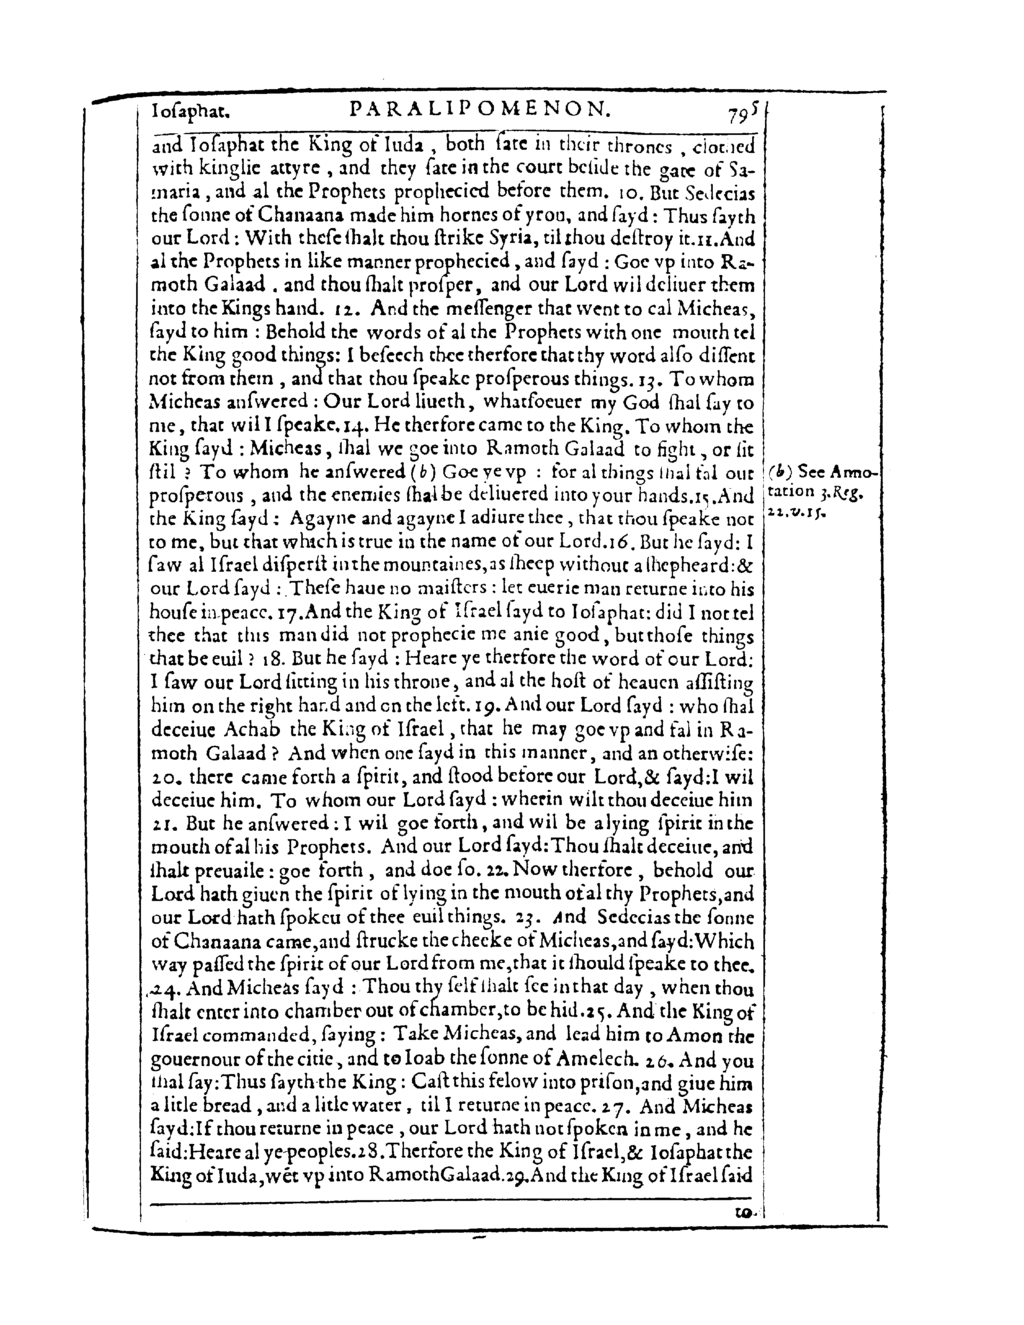 Ioſaphat. PARALIPOMENON. 795
and Ioſaphat the King of Iuda , both ſate in their thrones , clothed
with kinglie attyre , and they ſate in the court beſide the gate of Sa-
maria , and al the Prophets prophecied before them. 10. But Sedecias
the ſonne of Chanaana made him hornes of yron, and ſayd : Thus ſayth
our Lord : With theſe ſhalt thou ſtrike Syria, til thou deſtroy it. 11. And
al the Prophets in like manner prophecied , and ſayd : Goe vp into Ra-
moth Galaad , and thou ſhalt proſper, and our Lord wil deliuer them
into the Kings hand. 12. And the meſſenger that went to cal Micheas,
ſayd to him : Behold the words of al the Prophets with one mouth tel
the King good things: I beſeech thee therfore that thy word alſo diſſent
not from them , and that thou ſpeake proſperous things. 13. To whom
Micheas anſwered : Our Lord liueth, whatſoeuer my God ſhal ſay to
me, that wil I ſpeake. 14. He therfore came to the King. To whom the
King ſayd : Micheas, ſhal we goe into Ramoth Galaad to fight, or ſit
ſtil ? To whom he anſwered (b) Goe ye vp : for al things ſhal fal out
proſperous , and the enemies ſhal be deliuered into your hands. 15. And
the King ſayd : Agayne and agayne I adiure thee , that thou ſpeake not
to me, but that which is true in the name of our Lord. 16. But he ſayd: I
ſaw al Iſrael diſperſt in the mountaines, as ſheep without a ſhepheard: &
our Lord ſayd : Theſe haue no maiſters : let euerie man returne into his
houſe in peace. 17. And the King of Iſrael ſayd to Ioſaphat: did I not tel
thee that this man did not prophecie me anie good , but thoſe things
that be euil ? 18. But he ſayd : Heare ye therfore the word of our Lord:
I ſaw our Lord ſitting in his throne, and al the hoſt of heauen aſſiſting
him on the right hand and on the left. 19. And our Lord ſayd : who ſhal
deceiue Achab the King of Iſrael , that he may goe vp and fal in Ra-
moth Galaad ? And when one ſayd in this manner, and an otherwiſe:
20. there came forth a ſpirit, and ſtood before our Lord, & ſayd: I wil
deceiue him. To whom our Lord ſayd : wherin wilt thou deceiue him
21. But he anſwered : I wil goe forth , and wil be a lying ſpirit in the
mouth of al his Prophets. And our Lord ſayd: Thou ſhalt deceiue, and
ſhalt preuaile : goe forth , and doe ſo. 22. Now therfore , behold our
Lord hath giuen the ſpirit of lying in the mouth of al thy Prophets, and
our Lord hath ſpokeu of thee euil things. 23. And Sedecias the ſonne
of Chanaana came, and ſtrucke the cheeke of Micheas, and ſayd: Which
way paſſed the ſpirit of our Lord from me, that it ſhould ſpeake to thee.
24. And Micheas ſayd : Thou thy ſelf ſhalt ſee in that day , when thou
ſhalt enter into chamber out of chamber, to be hid. 25. And the King of
Iſrael commanded, ſaying : Take Micheas, and lead him to Amon the
gouernour of the citie, and to Ioab the ſonne of Amelech. 26. And you
ſhal ſay: Thus ſayth the King : Caſt this felow into priſon, and giue him
a litle bread , and a litle water , til I returne in peace. 27. And Micheas
ſayd: If thou returne in peace , our Lord hath not ſpoken in me , and he
ſaid: Heare al ye peoples. 28. Therfore the King of Iſrael, & Ioſaphat the
King of Iuda, wẽt vp into Ramoth Galaad. 29. And the King of Iſrael ſaid
to.
(b) See Anno-
tation 3. Reg.
22. v. 15.